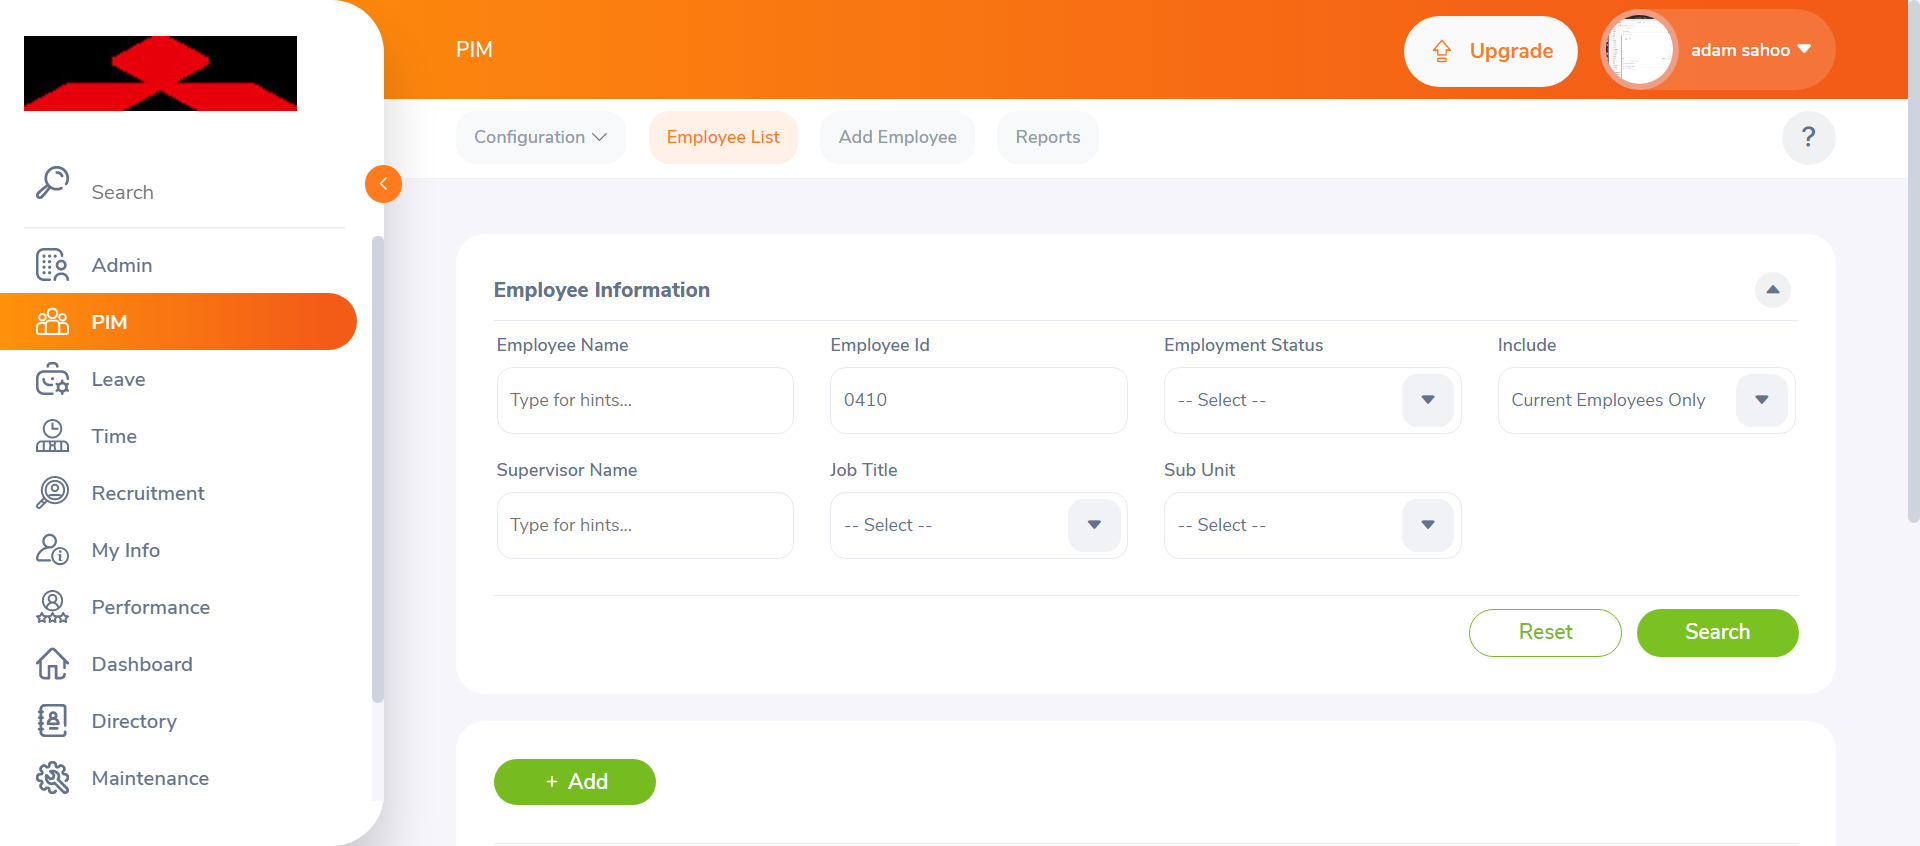 PIM
Upgrade
adam sahoo
Configuration
Employee List
Add Employee
Reports
?
Search
Admin
PIM
Leave
Time
Recruitment
My Info
Performance
Dashboard
Directory
Maintenance
Employee Information
Employee Name
Employee Id
Employment Status
Include
Type for hints...
0410
-- Select --
Current Employees Only
Supervisor Name
Job Title
Sub Unit
Type for hints...
-- Select --
-- Select --
Reset
Search
+ Add